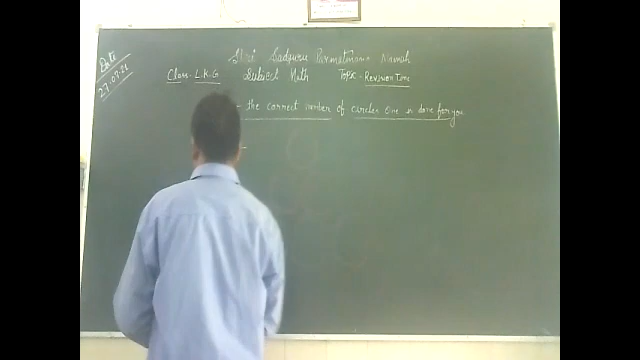 Date
27.07.21
Shri Sadguru Parmatmane Namah
Class- L.K.G Subject Math Topic - Revision Time
- the correct number of circles One is done for you